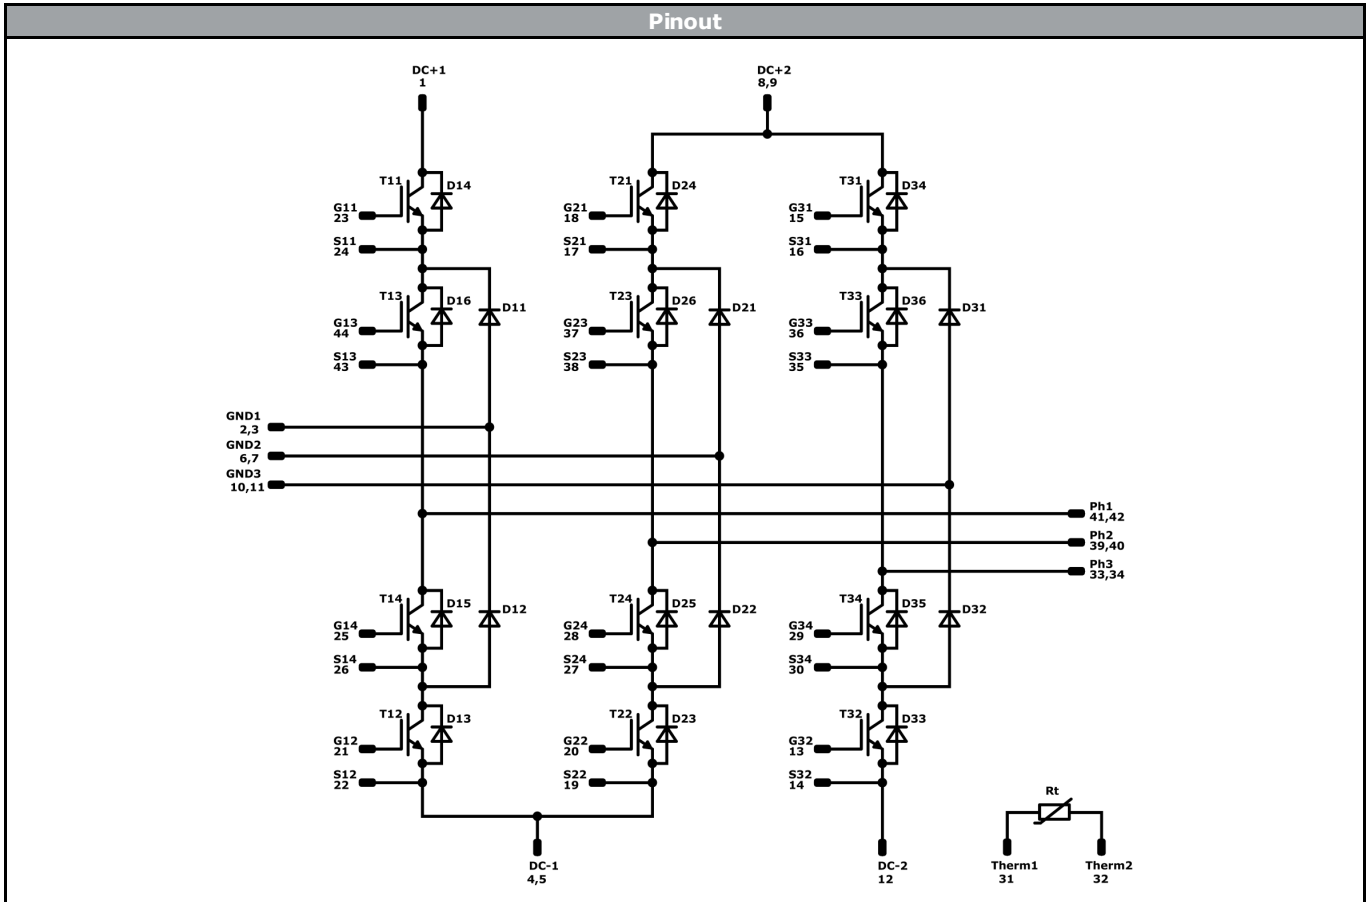 Pinout
DC+1
1
DC+2
8,9
T11
D14
T21
D24
T31
D34
G11
23
G21
18
G31
15
S11
24
S21
17
S31
16
T13
D16
D11
T23
D26
D21
T33
D36
D31
G13
44
G23
37
G33
36
S13
43
S23
38
S33
35
GND1
2,3
GND2
6,7
GND3
10,11
Ph1
41,42
Ph2
39,40
Ph3
33,34
T14
D15
D12
T24
D25
D22
T34
D35
D32
G14
25
G24
28
G34
29
S14
26
S24
27
S34
30
T12
D13
T22
D23
T32
D33
G12
21
G22
20
G32
13
S12
22
S22
19
S32
14
Rt
DC-1
4,5
DC-2
12
Therm1
31
Therm2
32